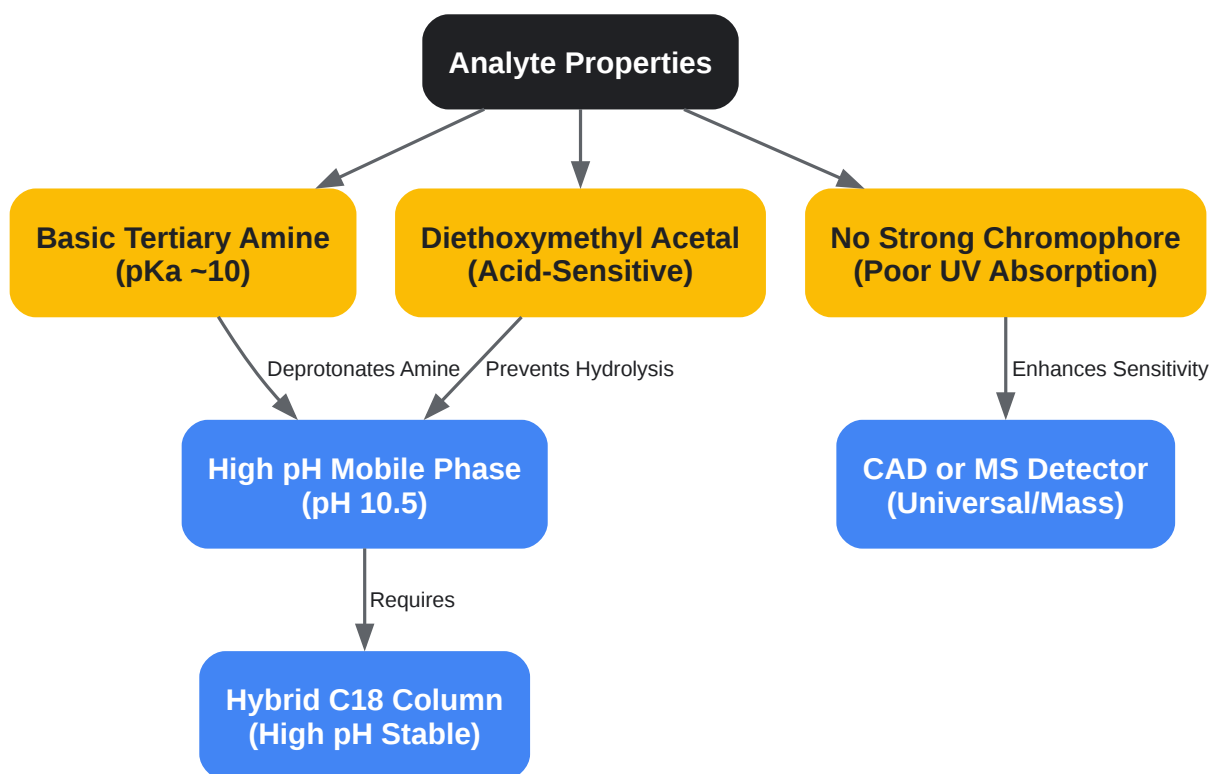 Analyte Properties
Basic Tertiary Amine
(pKa ~10)
Diethoxymethyl Acetal
(Acid-Sensitive)
No Strong Chromophore
(Poor UV Absorption)
Deprotonates Amine
Prevents Hydrolysis
Enhances Sensitivity
High pH Mobile Phase
(pH 10.5)
CAD or MS Detector
(Universal/Mass)
Requires
Hybrid C18 Column
(High pH Stable)